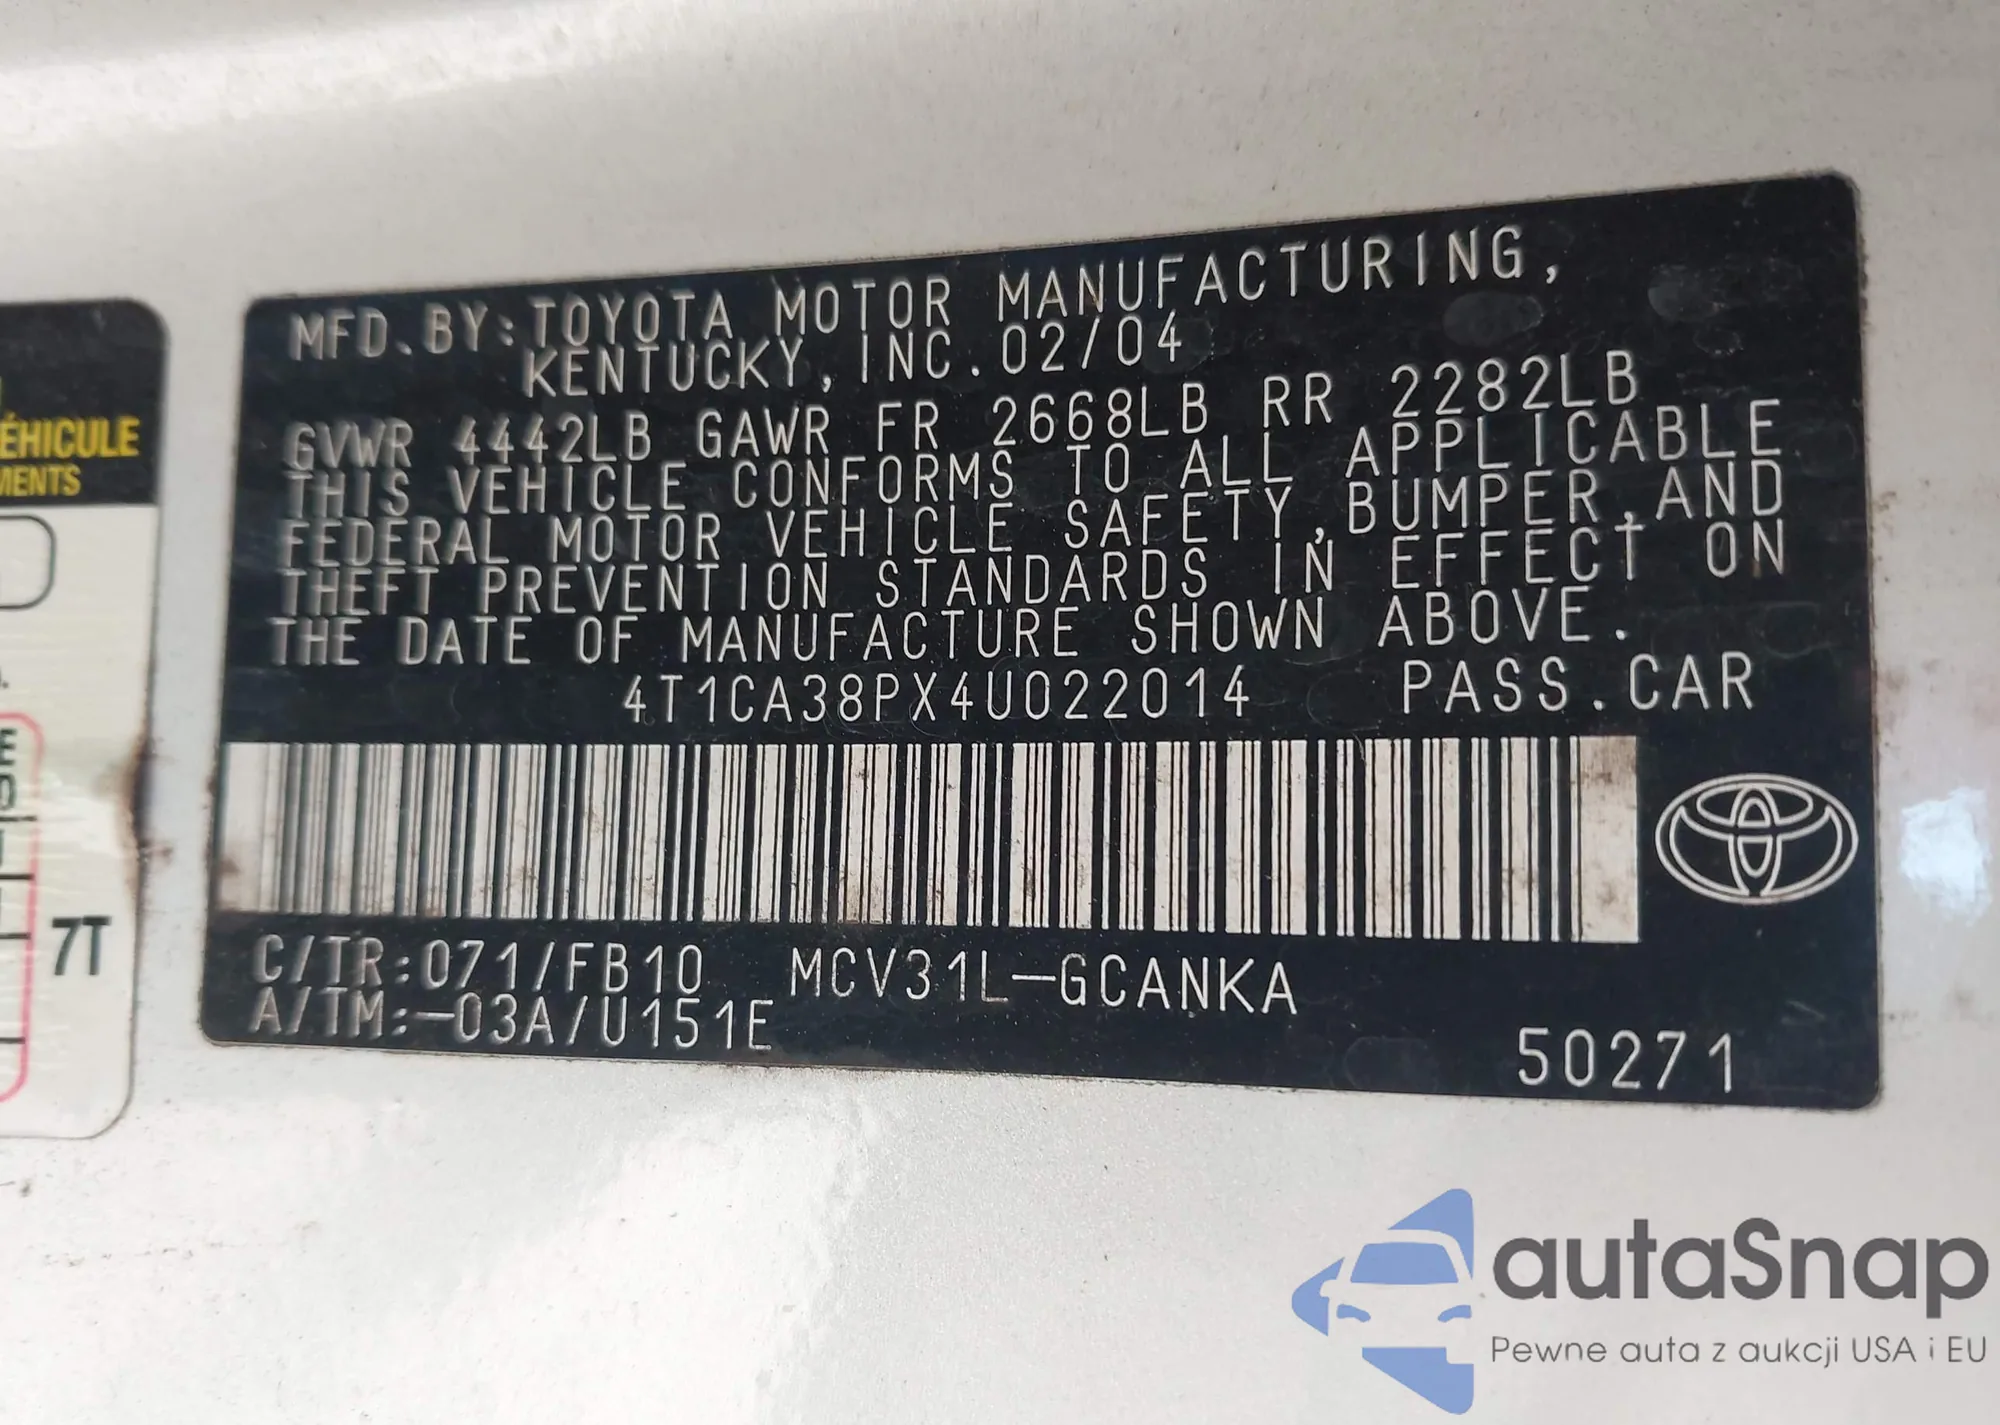 MFD.BY:TOYOTA MOTOR MANUFACTURING,
KENTUCKY, INC. 02/04
GVWR 4442LB GAWR FR 2668LB RR 2282LB
THIS VEHICLE CONFORMS TO ALL APPLICABLE
FEDERAL MOTOR VEHICLE SAFETY, BUMPER, AND
THEFT PREVENTION STANDARDS IN EFFECT ON
THE DATE OF MANUFACTURE SHOWN ABOVE.
4T1CA38PX4U022014 PASS.CAR
C/TR:071/FB10 MCV31L-GCANKA
A/TM:-03A/U151E
50271
ÉHICULE
MENTS
7T
autaSnap
Pewne auta z aukcji USA i EU